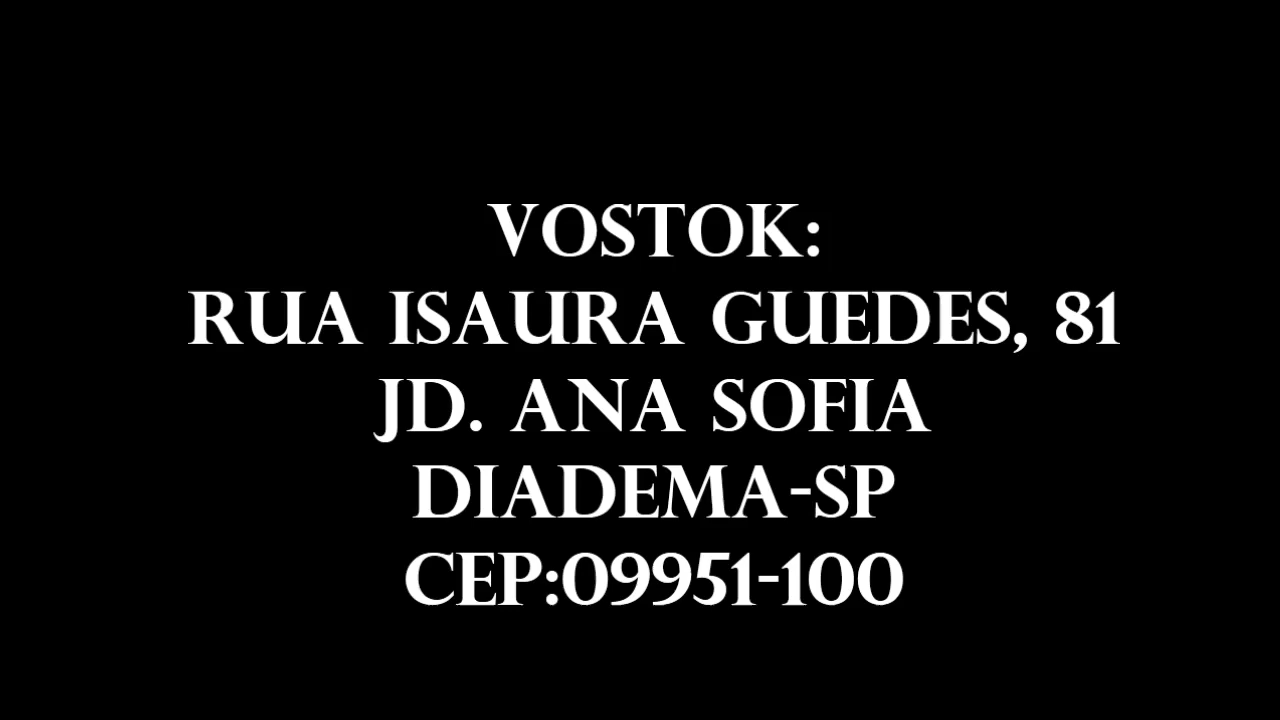 VOSTOK:
RUA ISAURA GUEDES, 81
JD. ANA SOFIA
DIADEMA-SP
CEP:09951-100